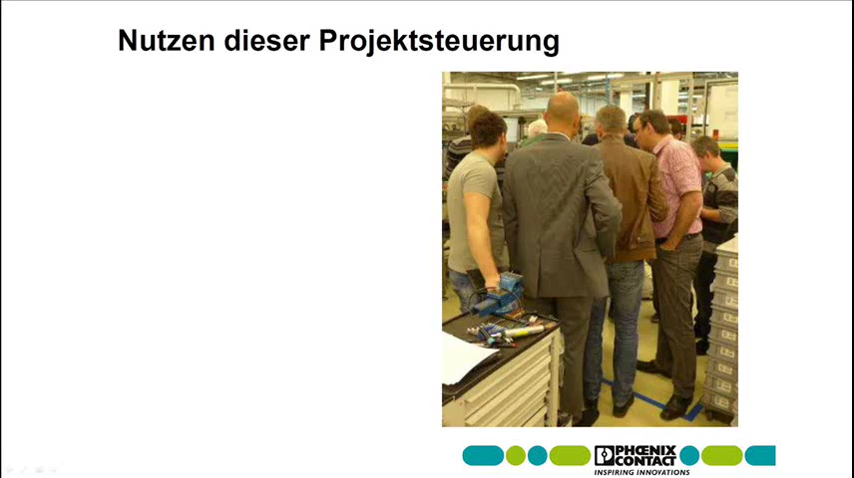 Nutzen dieser Projektsteuerung
PHŒNIX
CONTACT
INSPIRING INNOVATIONS